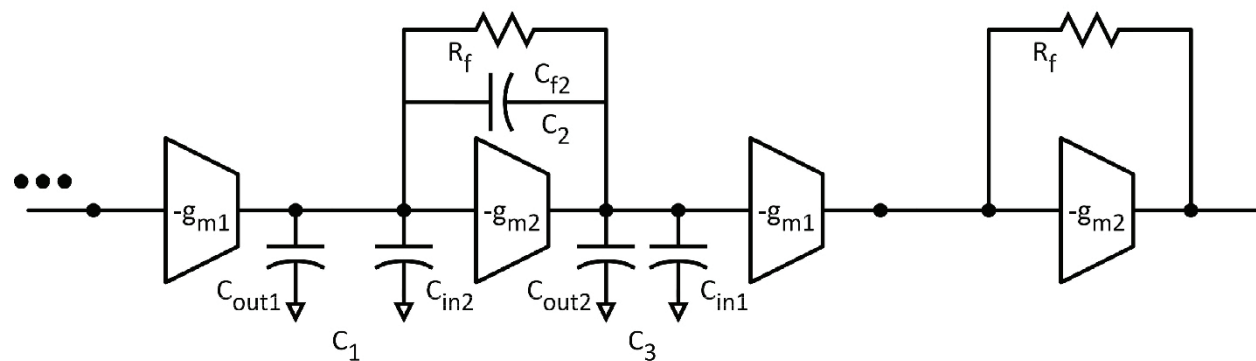 R_f
R_f
C_f2
C_2
-g_m1
-g_m2
-g_m1
-g_m2
C_out1
C_in2
C_out2
C_in1
C_1
C_3